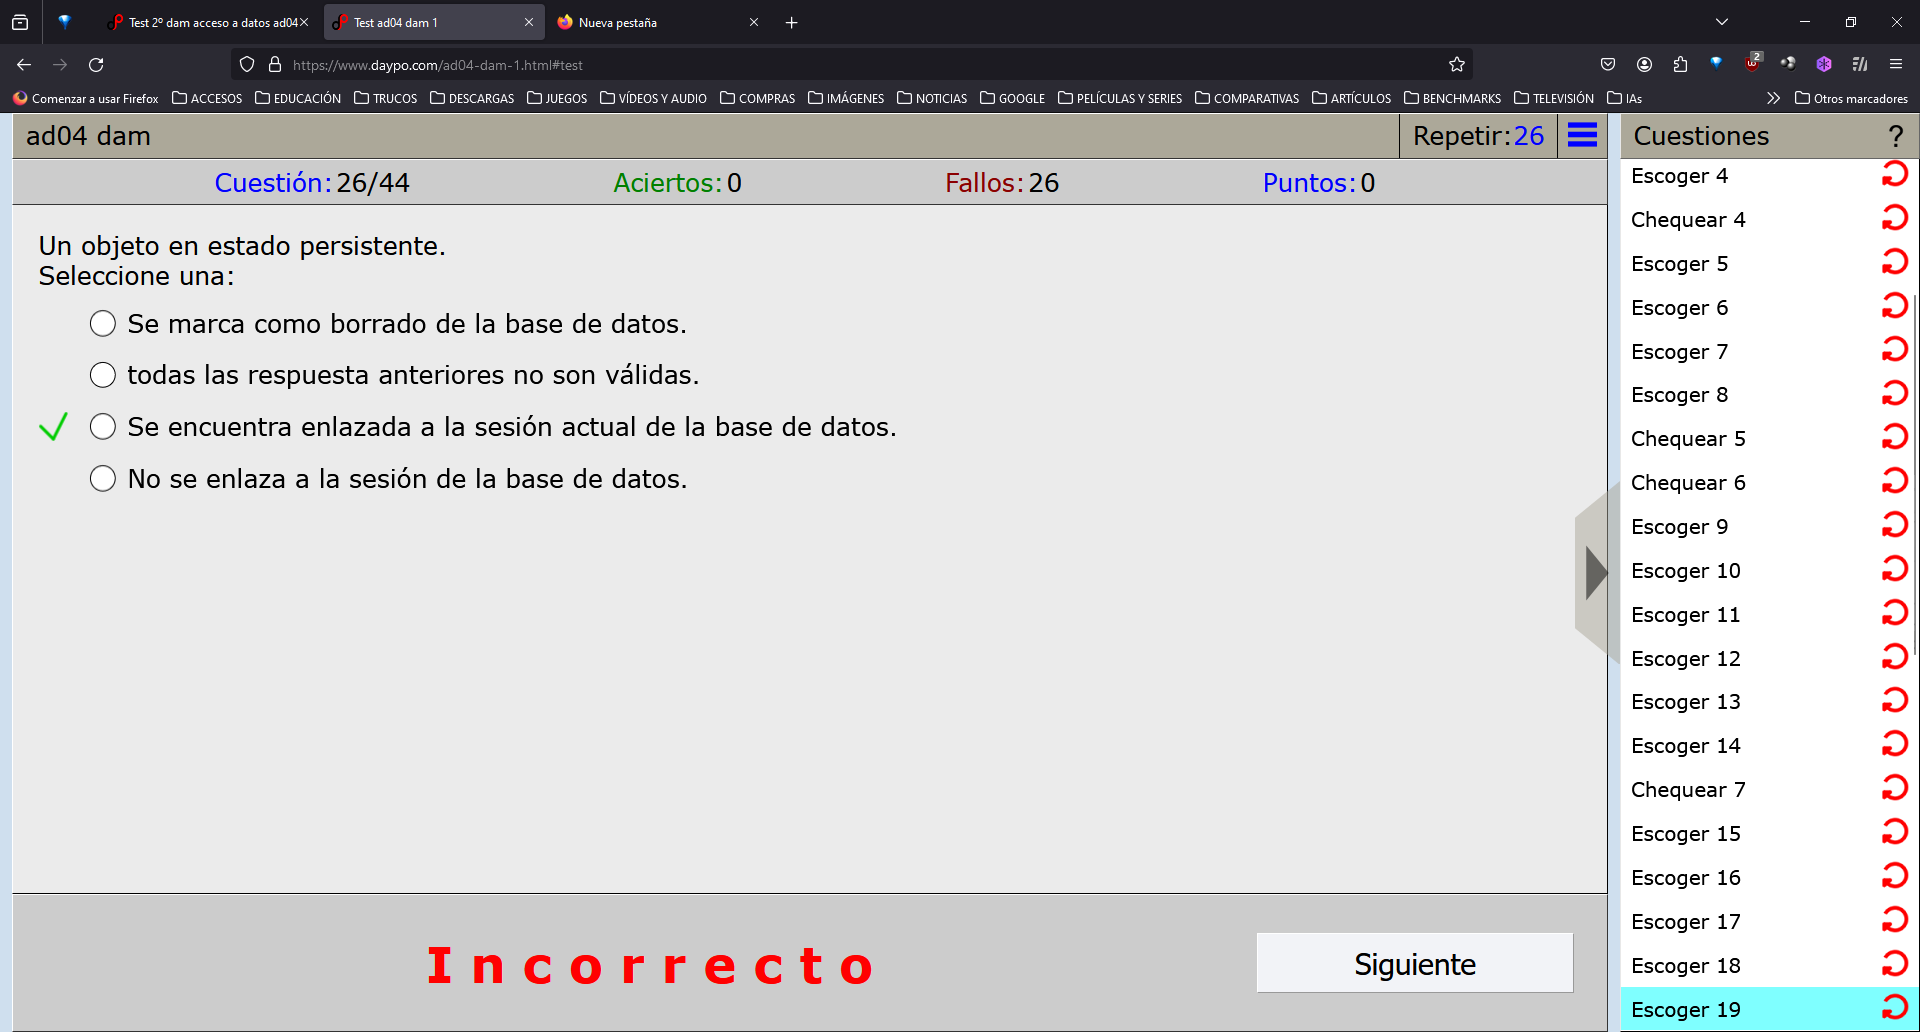 Test 2º dam acceso a datos ad04
Test ad04 dam 1
Nueva pestaña
https://www.daypo.com/ad04-dam-1.html#test
2
Comenzar a usar Firefox
ACCESOS
EDUCACIÓN
TRUCOS
DESCARGAS
JUEGOS
VÍDEOS Y AUDIO
COMPRAS
IMÁGENES
NOTICIAS
GOOGLE
PELÍCULAS Y SERIES
COMPARATIVAS
ARTÍCULOS
BENCHMARKS
TELEVISIÓN
IAs
Otros marcadores
ad04 dam
Repetir:26
Cuestión:26/44
Aciertos:0
Fallos:26
Puntos:0
Un objeto en estado persistente.
Seleccione una:
Se marca como borrado de la base de datos.
todas las respuesta anteriores no son válidas.
Se encuentra enlazada a la sesión actual de la base de datos.
No se enlaza a la sesión de la base de datos.
Incorrecto
Siguiente
Cuestiones
?
Escoger 4
Chequear 4
Escoger 5
Escoger 6
Escoger 7
Escoger 8
Chequear 5
Chequear 6
Escoger 9
Escoger 10
Escoger 11
Escoger 12
Escoger 13
Escoger 14
Chequear 7
Escoger 15
Escoger 16
Escoger 17
Escoger 18
Escoger 19